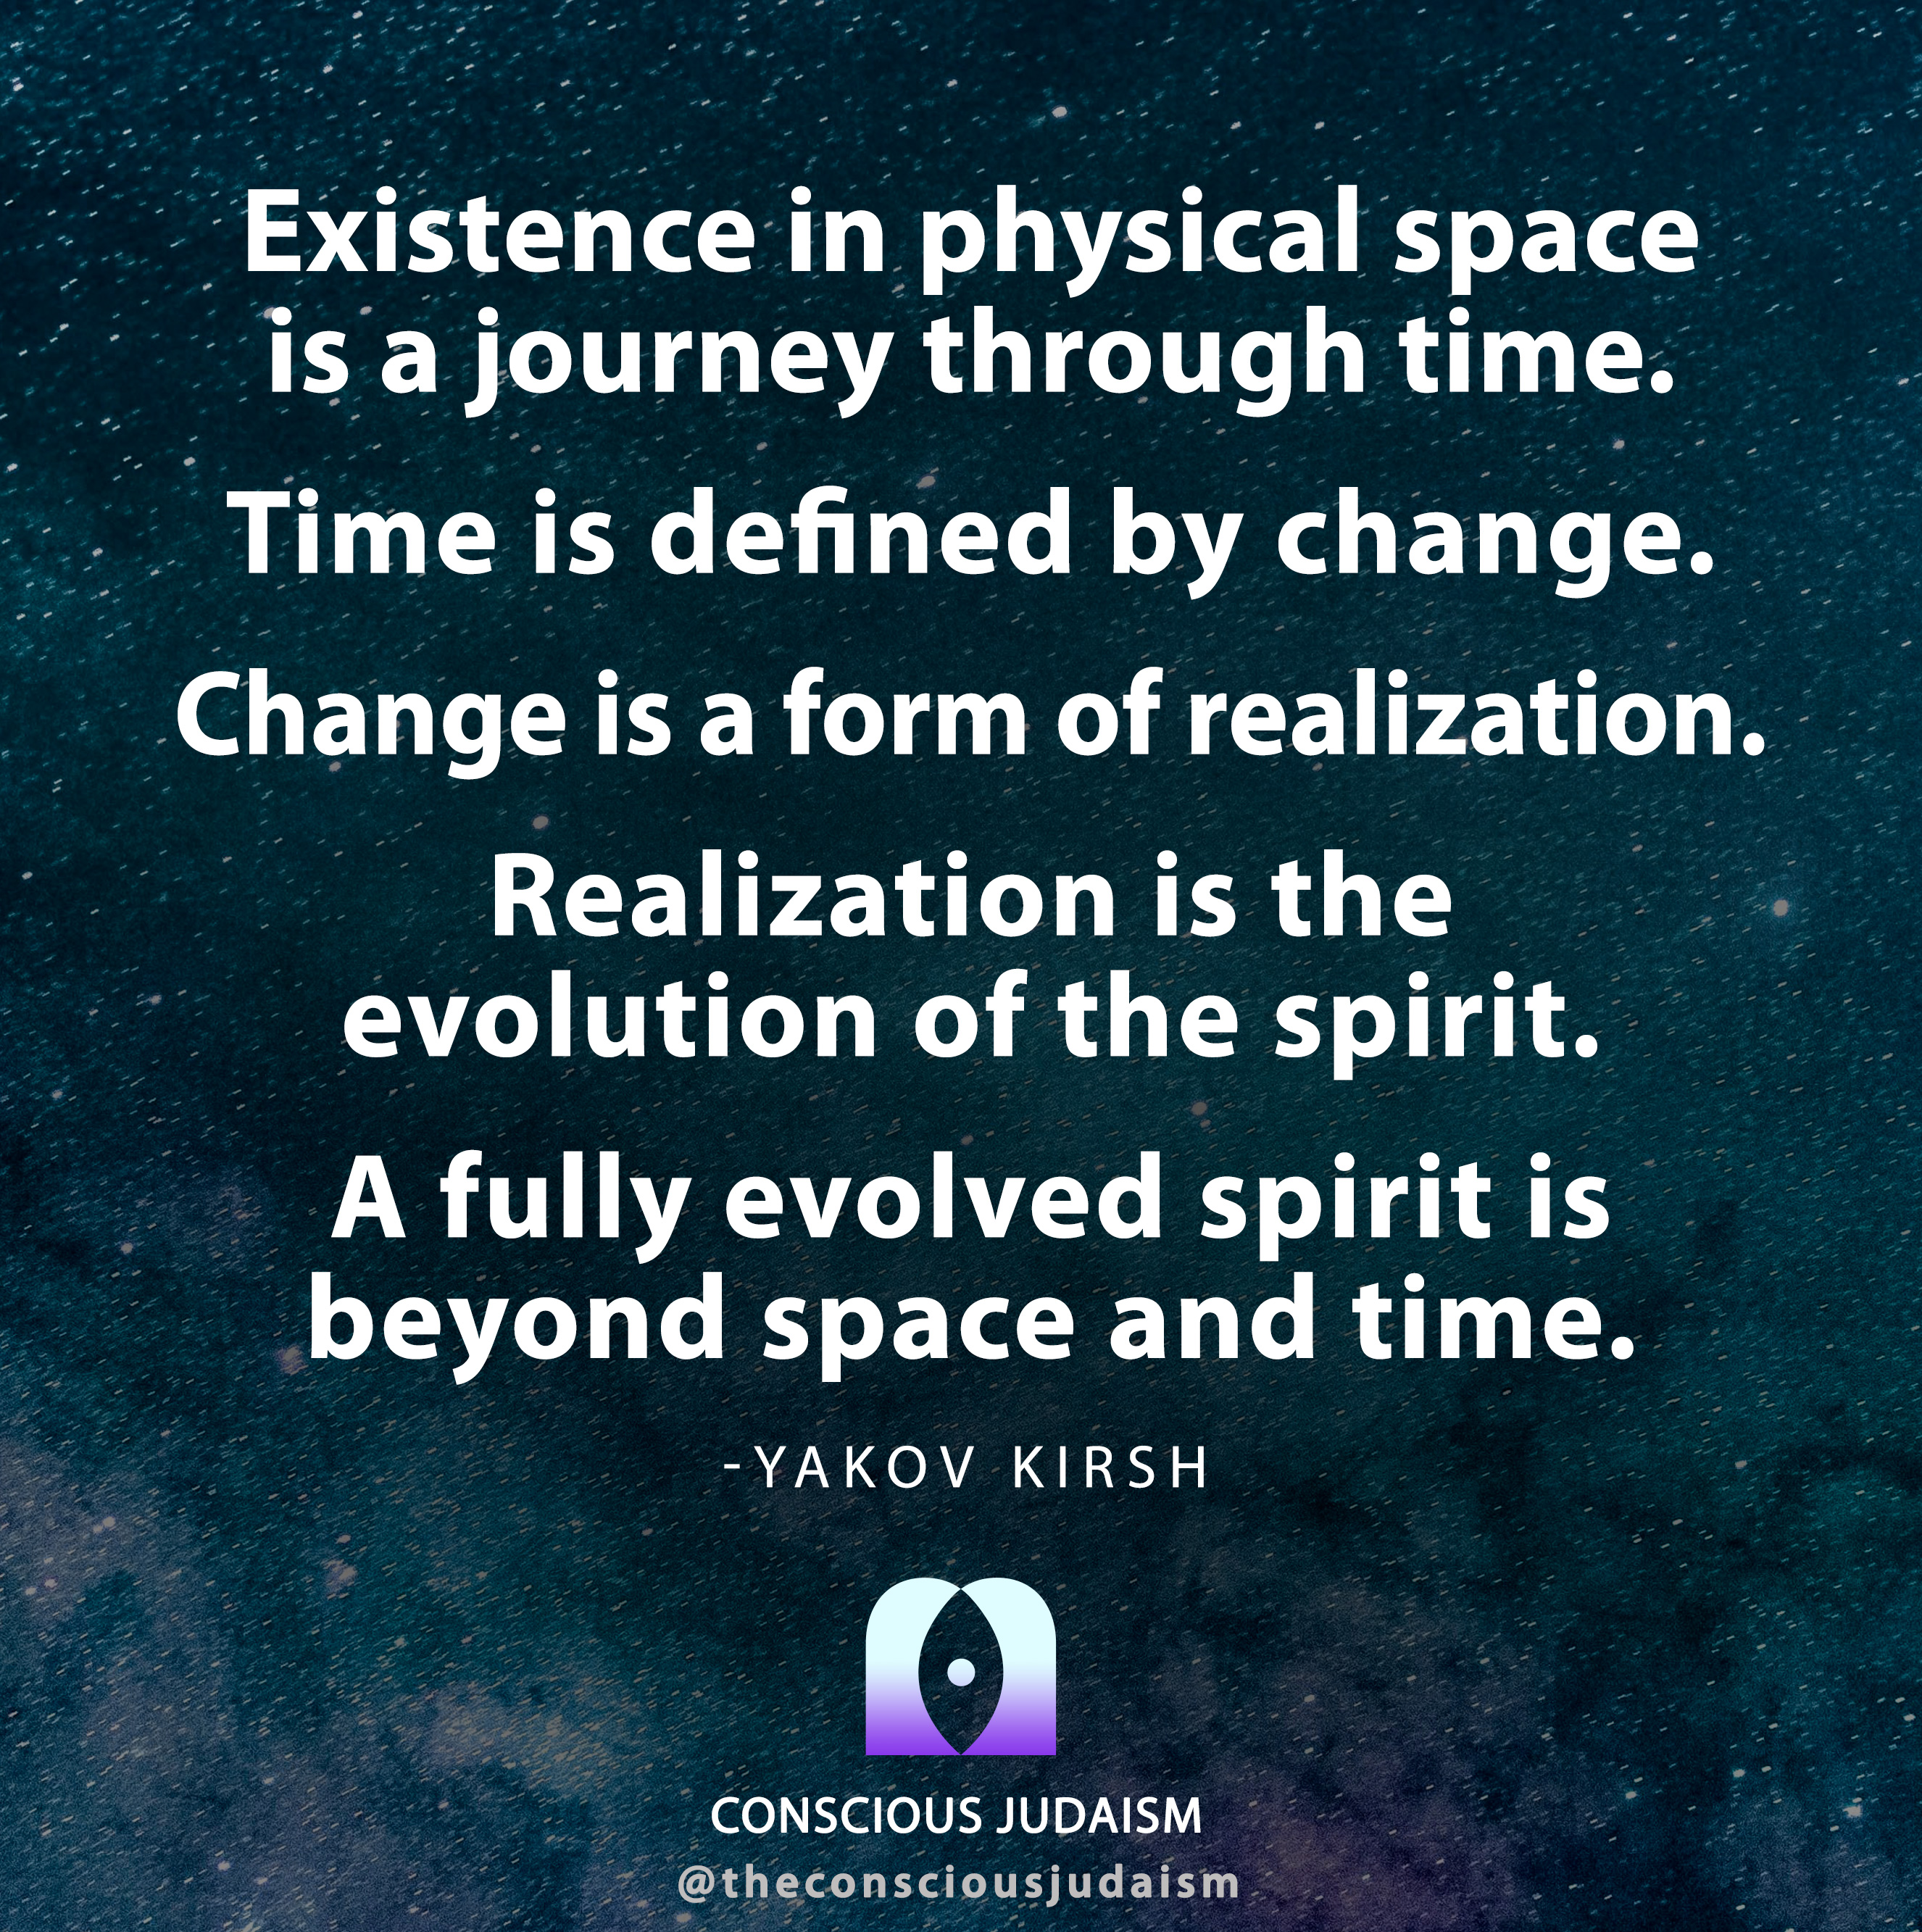 Existence in physical space
is a journey through time.
Time is defined by change.
Change is a form of realization.
Realization is the
evolution of the spirit.
A fully evolved spirit is
beyond space and time.
-YAKOV KIRSH
CONSCIOUS JUDAISM
@theconsciousjudaism